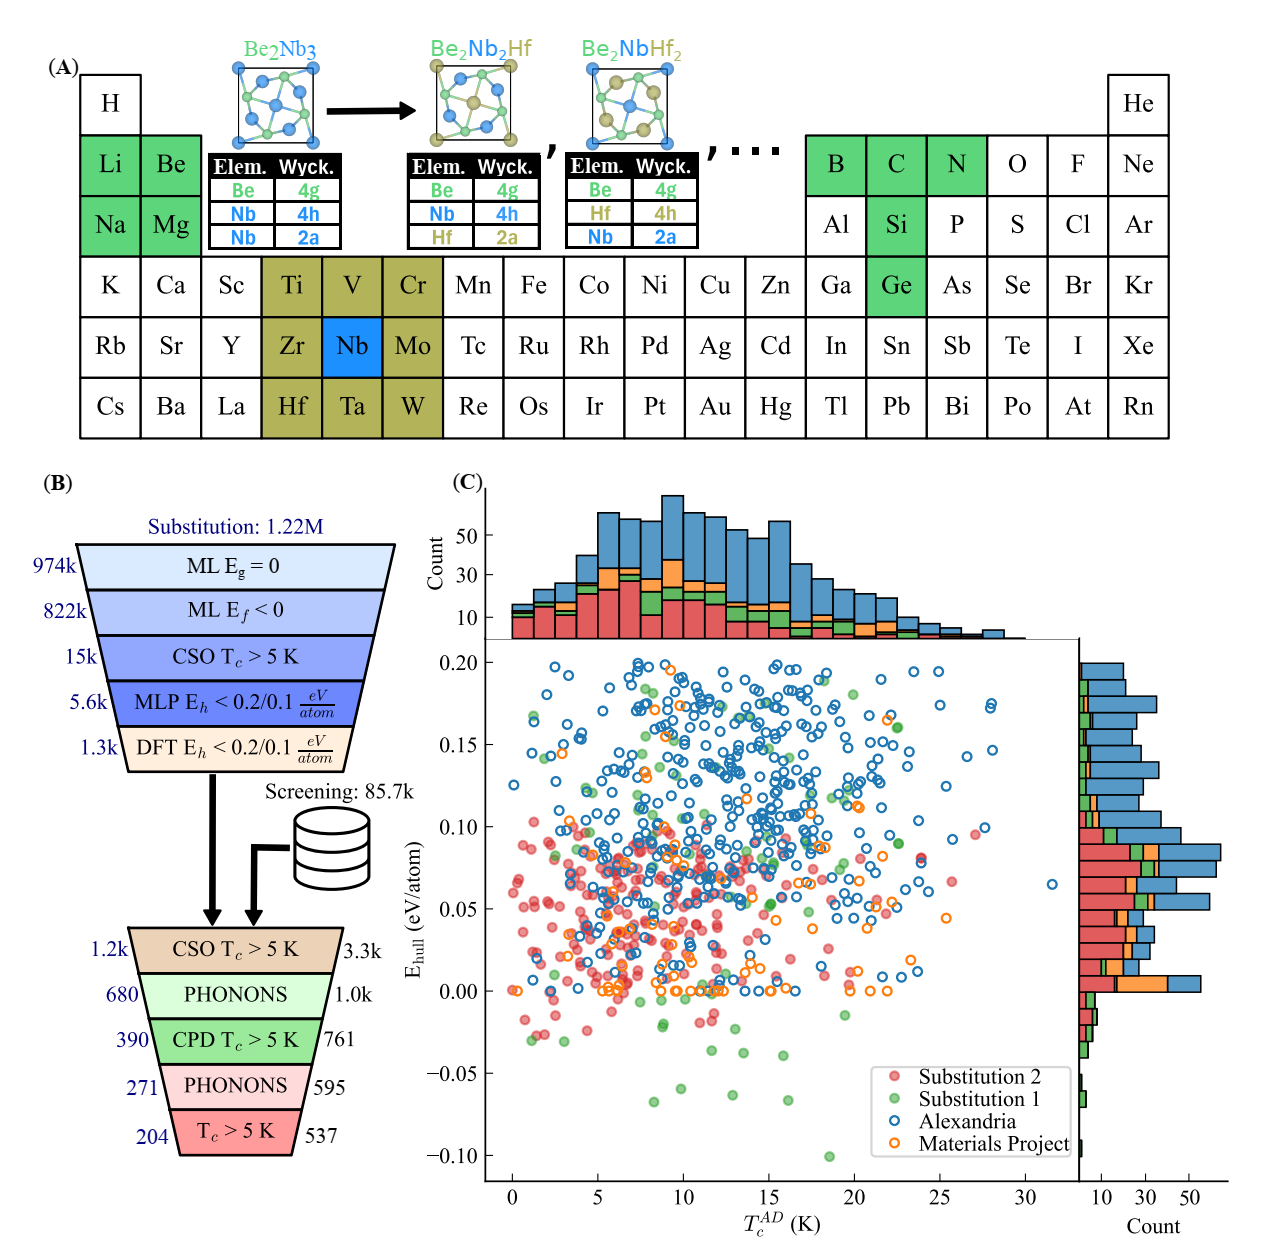 (A)
Be2Nb3
Be2Nb2Hf
Be2NbHf2
, , ...
Elem. Wyck.
Be 4g
Nb 4h
Nb 2a
Elem. Wyck.
Be 4g
Nb 4h
Hf 2a
Elem. Wyck.
Be 4g
Hf 4h
Nb 2a
H He
Li Be B C N O F Ne
Na Mg Al Si P S Cl Ar
K Ca Sc Ti V Cr Mn Fe Co Ni Cu Zn Ga Ge As Se Br Kr
Rb Sr Y Zr Nb Mo Tc Ru Rh Pd Ag Cd In Sn Sb Te I Xe
Cs Ba La Hf Ta W Re Os Ir Pt Au Hg Tl Pb Bi Po At Rn
(B)
Substitution: 1.22M
974k ML Eg = 0
822k ML Ef < 0
15k CSO Tc > 5 K
5.6k MLP Eh < 0.2/0.1 eV/atom
1.3k DFT Eh < 0.2/0.1 eV/atom
Screening: 85.7k
1.2k CSO Tc > 5 K 3.3k
680 PHONONS 1.0k
390 CPD Tc > 5 K 761
271 PHONONS 595
204 Tc > 5 K 537
(C)
Count
50
30
10
Ehull (eV/atom)
0.20
0.15
0.10
0.05
0.00
−0.05
−0.10
Substitution 2
Substitution 1
Alexandria
Materials Project
0 5 10 15 20 25 30
TcAD (K)
10 30 50
Count